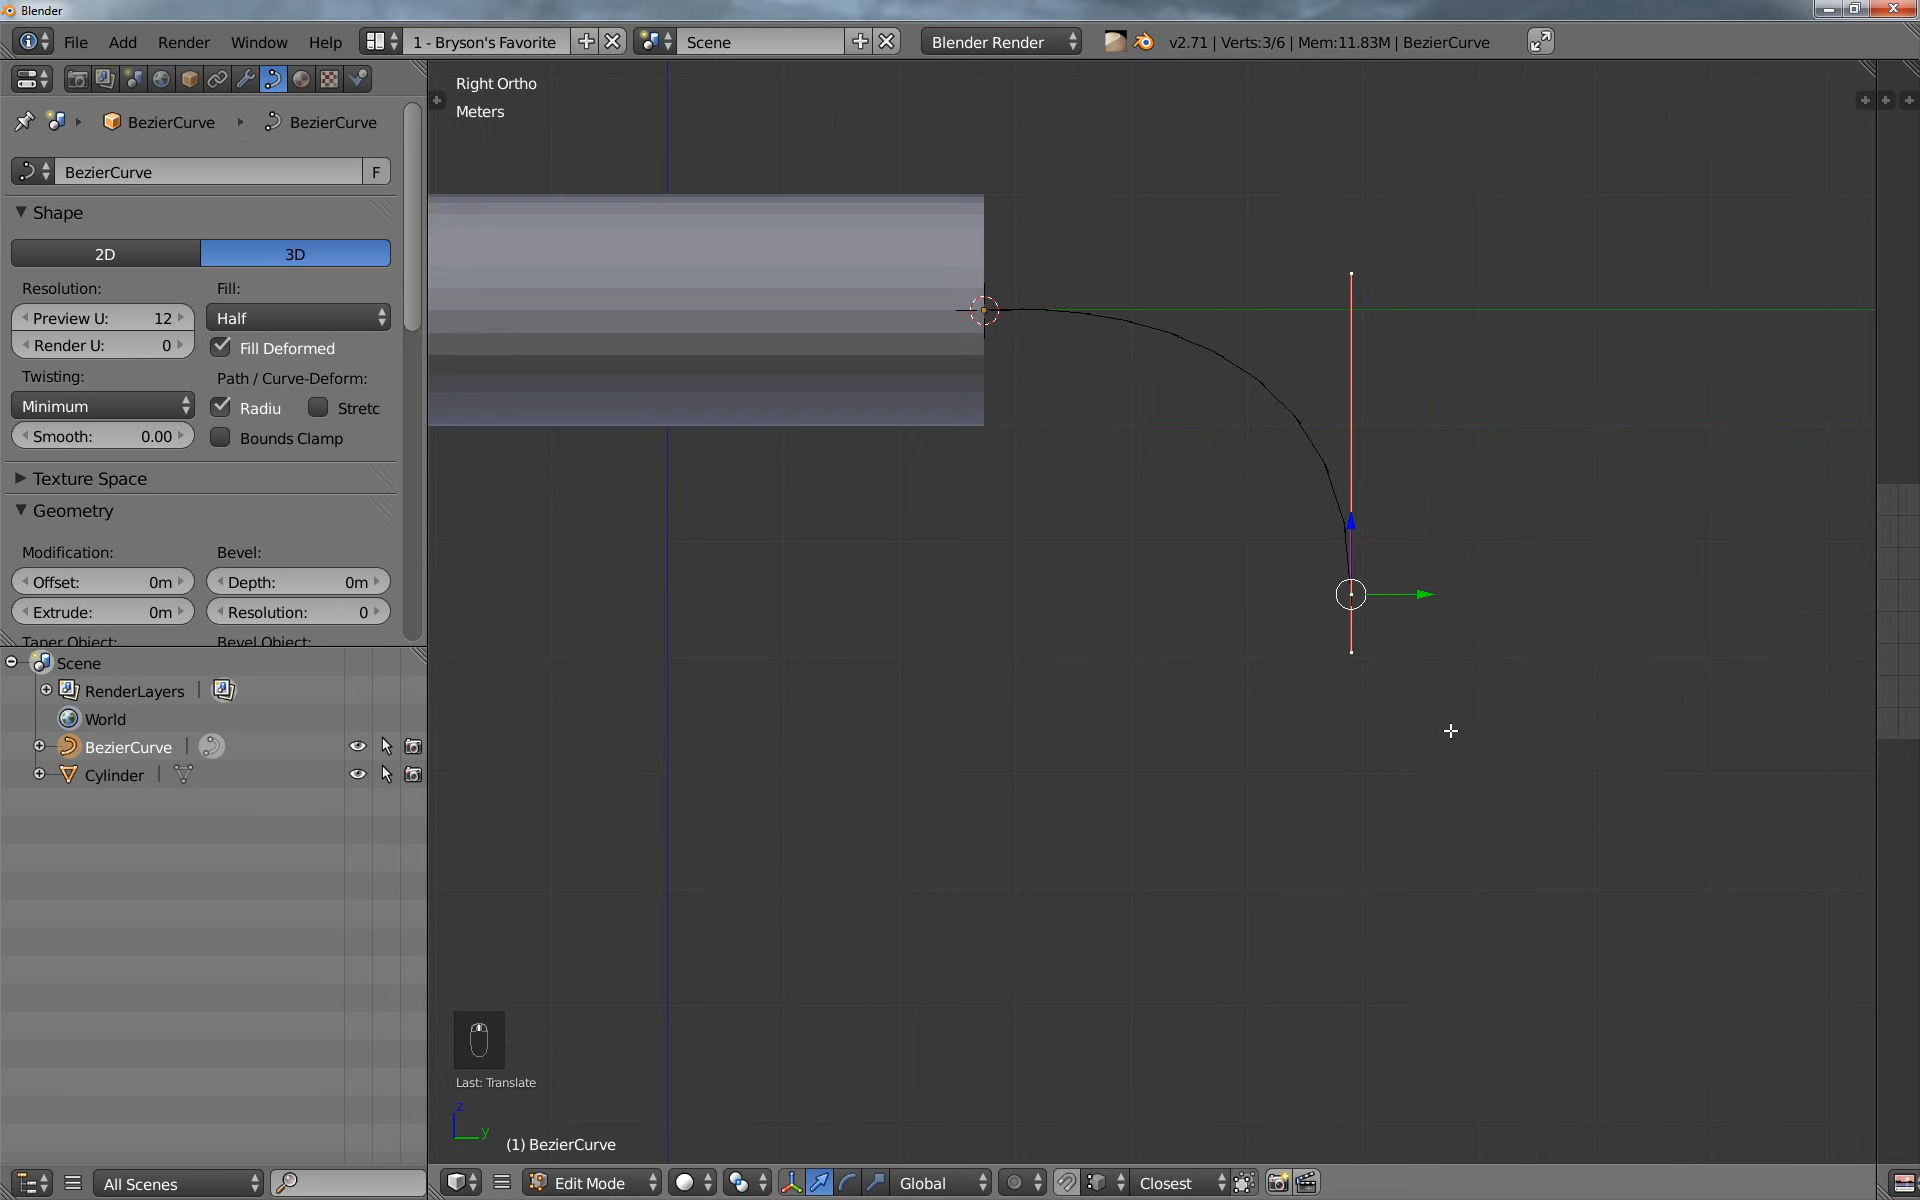 Blender
File Add Render Window Help 1 - Bryson's Favorite Scene Blender Render v2.71 | Verts:3/6 | Mem:11.83M | BezierCurve
Right Ortho
Meters
BezierCurve BezierCurve
BezierCurve F
Shape
2D 3D
Resolution: Fill:
Preview U: 12 Half
Render U: 0 Fill Deformed
Twisting: Path / Curve-Deform:
Minimum Radiu Stretc
Smooth: 0.00 Bounds Clamp
Texture Space
Geometry
Modification: Bevel:
Offset: 0m Depth: 0m
Extrude: 0m Resolution: 0
Taper Object: Bevel Object:
Scene
RenderLayers
World
BezierCurve
Cylinder
Last: Translate
z
y
(1) BezierCurve
All Scenes Edit Mode Global Closest